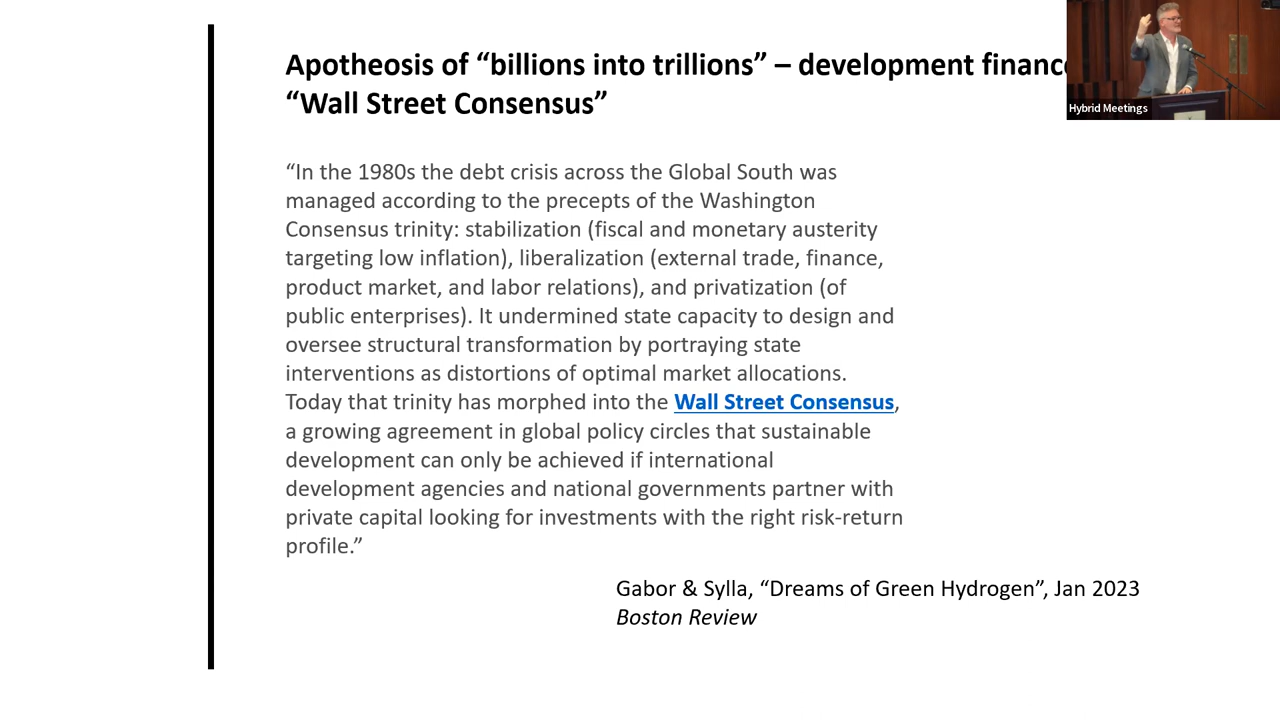 Apotheosis of “billions into trillions” – development finance
“Wall Street Consensus”
Hybrid Meetings
“In the 1980s the debt crisis across the Global South was
managed according to the precepts of the Washington
Consensus trinity: stabilization (fiscal and monetary austerity
targeting low inflation), liberalization (external trade, finance,
product market, and labor relations), and privatization (of
public enterprises). It undermined state capacity to design and
oversee structural transformation by portraying state
interventions as distortions of optimal market allocations.
Today that trinity has morphed into the Wall Street Consensus,
a growing agreement in global policy circles that sustainable
development can only be achieved if international
development agencies and national governments partner with
private capital looking for investments with the right risk-return
profile.”
Gabor & Sylla, “Dreams of Green Hydrogen”, Jan 2023
Boston Review